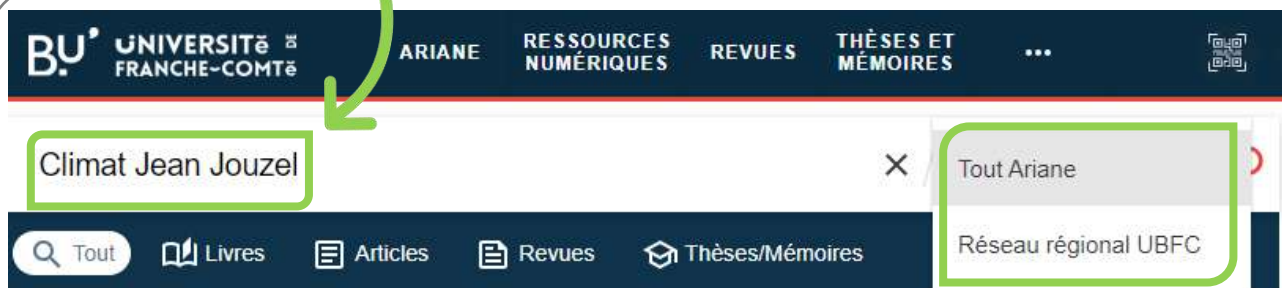 BU UNIVERSITé DE
FRANCHE-COMTé
ARIANE
RESSOURCES
NUMÉRIQUES
REVUES
THÈSES ET
MÉMOIRES
...
Climat Jean Jouzel
Tout Ariane
Réseau régional UBFC
Tout
Livres
Articles
Revues
Thèses/Mémoires